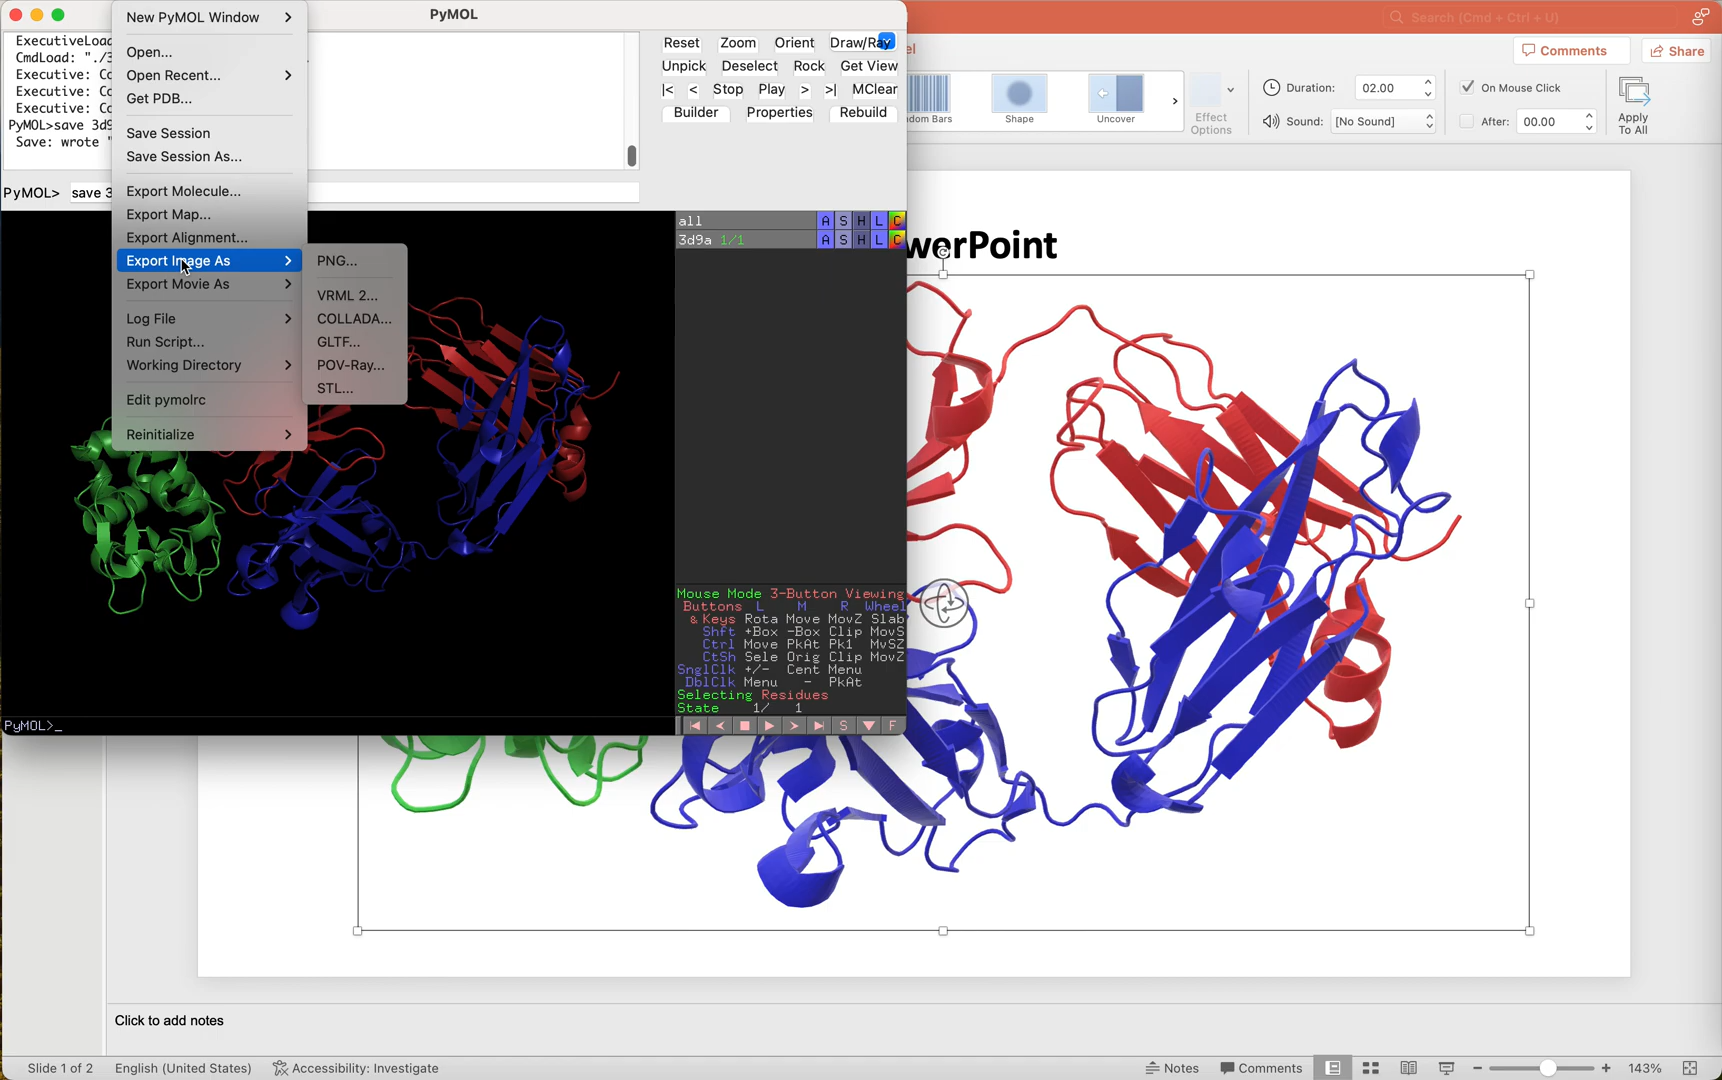 PyMOL
ExecutiveLoad
CmdLoad: "./3
Executive: Co
Executive: Co
Executive: Co
PyMOL>save 3d9
Save: wrote "
PyMOL> save 3
New PyMOL Window
Open...
Open Recent...
Get PDB...
Save Session
Save Session As...
Export Molecule...
Export Map...
Export Alignment...
Export Image As
Export Movie As
Log File
Run Script...
Working Directory
Edit pymolrc
Reinitialize
PNG...
VRML 2...
COLLADA...
GLTF...
POV-Ray...
STL...
Reset Zoom Orient Draw/Ray
Unpick Deselect Rock Get View
|< < Stop Play > >| MClear
Builder Properties Rebuild
all A S H L C
3d9a 1/1 A S H L C
Mouse Mode 3-Button Viewing
Buttons L M R Wheel
& Keys Rota Move MovZ Slab
Shft +Box -Box Clip MovS
Ctrl Move PkAt Pk1 MvSZ
CtSh Sele Orig Clip MovZ
SnglClk +/- Cent Menu
DblClk Menu - PkAt
Selecting Residues
State 1/ 1
S F
PyMOL>_
Search (Cmd + Ctrl + U)
el
Comments
Share
dom Bars
Shape
Uncover
Effect
Options
Duration: 02.00
Sound: [No Sound]
On Mouse Click
After: 00.00
Apply
To All
werPoint
Click to add notes
Slide 1 of 2 English (United States) Accessibility: Investigate Notes Comments 143%